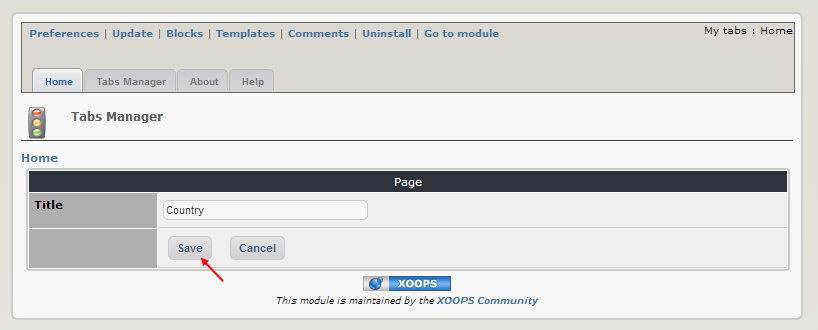 Preferences | Update | Blocks | Templates | Comments | Uninstall | Go to module
My tabs : Home
Home
Tabs Manager
About
Help
Tabs Manager
Home
Page
Title
Country
Save
Cancel
XOOPS
This module is maintained by the XOOPS Community